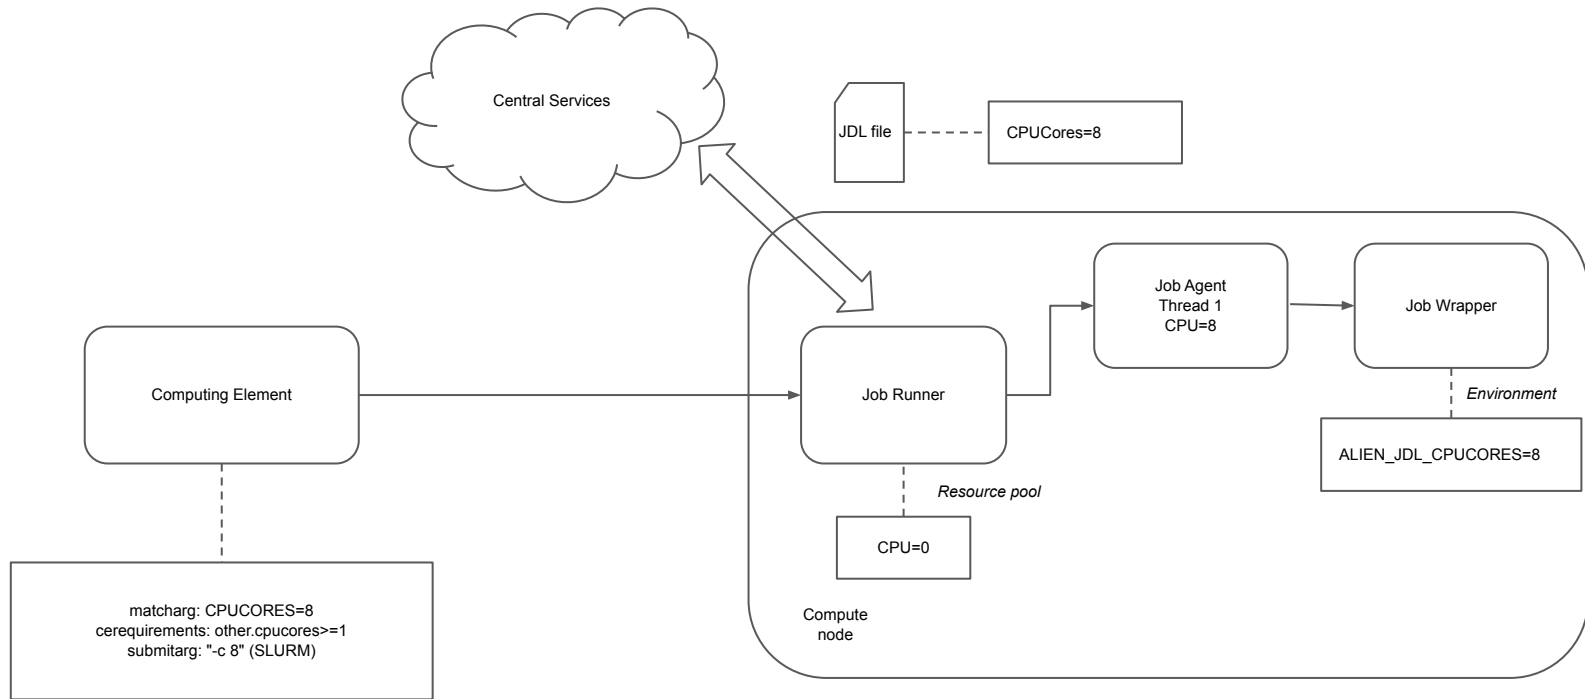 Central Services
JDL file
CPUCores=8
Job Agent
Thread 1
CPU=8
Job Wrapper
Computing Element
Job Runner
Environment
ALIEN_JDL_CPUCORES=8
Resource pool
CPU=0
matcharg: CPUCORES=8
cerequirements: other.cpucores>=1
submitarg: "-c 8" (SLURM)
Compute
node